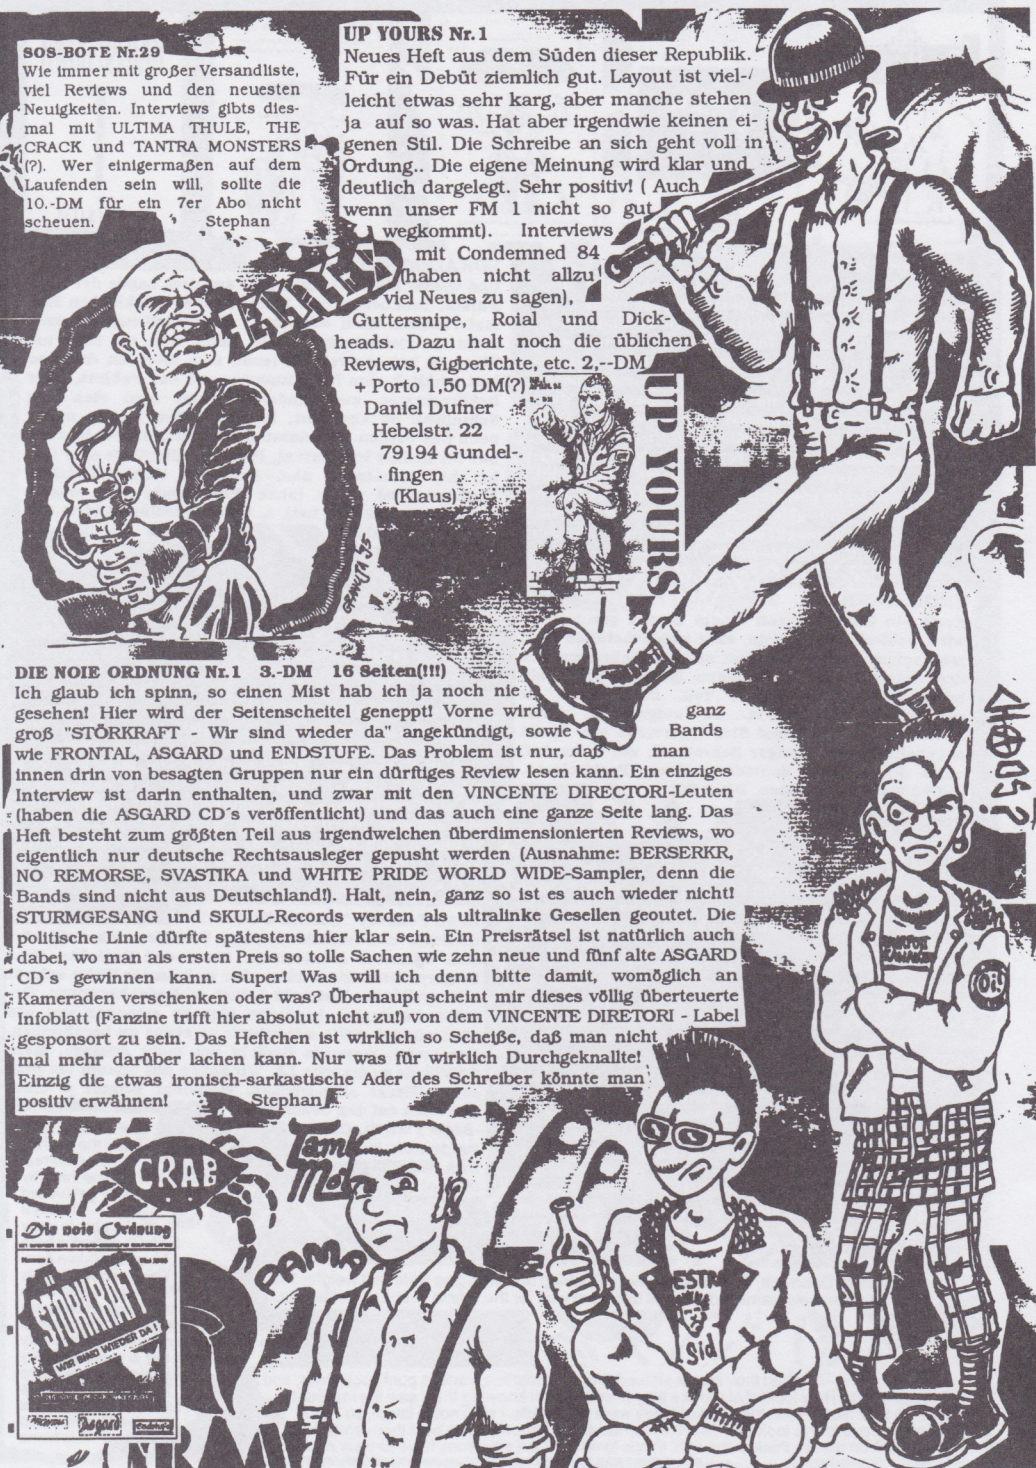 SOS-BOTE Nr.29
Wie immer mit großer Versandliste,
viel Reviews und den neuesten
Neuigkeiten. Interviews gibts dies-
mal mit ULTIMA THULE, THE
CRACK und TANTRA MONSTERS
(?). Wer einigermaßen auf dem
Laufenden sein will, sollte die
10.-DM für ein 7er Abo nicht
scheuen. Stephan
ZINES
UP YOURS Nr. 1
Neues Heft aus dem Süden dieser Republik.
Für ein Debüt ziemlich gut. Layout ist viel-
leicht etwas sehr karg, aber manche stehen
ja auf so was. Hat aber irgendwie keinen ei-
genen Stil. Die Schreibe an sich geht voll in
Ordung.. Die eigene Meinung wird klar und
deutlich dargelegt. Sehr positiv! ( Auch
wenn unser FM 1 nicht so gut
wegkommt). Interviews
mit Condemned 84
(haben nicht allzu
viel Neues zu sagen),
Guttersnipe, Roial und Dick-
heads. Dazu halt noch die üblichen
Reviews, Gigberichte, etc. 2,--DM
+ Porto 1,50 DM(?)
Daniel Dufner
Hebelstr. 22
79194 Gundel-
fingen
(Klaus)
UP YOURS
DIE NOIE ORDNUNG Nr.1 3.-DM 16 Seiten(!!!)
Ich glaub ich spinn, so einen Mist hab ich ja noch nie
gesehen! Hier wird der Seitenscheitel geneppt! Vorne wird ganz
groß "STÖRKRAFT - Wir sind wieder da" angekündigt, sowie Bands
wie FRONTAL, ASGARD und ENDSTUFE. Das Problem ist nur, daß man
innen drin von besagten Gruppen nur ein dürftiges Review lesen kann. Ein einziges
Interview ist darin enthalten, und zwar mit den VINCENTE DIRECTORI-Leuten
(haben die ASGARD CD´s veröffentlicht) und das auch eine ganze Seite lang. Das
Heft besteht zum größten Teil aus irgendwelchen überdimensionierten Reviews, wo
eigentlich nur deutsche Rechtsausleger gepusht werden (Ausnahme: BERSERKR,
NO REMORSE, SVASTIKA und WHITE PRIDE WORLD WIDE-Sampler, denn die
Bands sind nicht aus Deutschland!). Halt, nein, ganz so ist es auch wieder nicht!
STURMGESANG und SKULL-Records werden als ultralinke Gesellen geoutet. Die
politische Linie dürfte spätestens hier klar sein. Ein Preisrätsel ist natürlich auch
dabei, wo man als ersten Preis so tolle Sachen wie zehn neue und fünf alte ASGARD
CD´s gewinnen kann. Super! Was will ich denn bitte damit, womöglich an
Kameraden verschenken oder was? Überhaupt scheint mir dieses völlig überteuerte
Infoblatt (Fanzine trifft hier absolut nicht zu!) von dem VINCENTE DIRETORI - Label
gesponsort zu sein. Das Heftchen ist wirklich so Scheiße, daß man nicht
mal mehr darüber lachen kann. Nur was für wirklich Durchgeknallte!
Einzig die etwas ironisch-sarkastische Ader des Schreiber könnte man
positiv erwähnen! Stephan
CHAOS?
Oi!
CRAB
PAMA
Die noie Ordnung
STÖRKRAFT
WIR SIND WIEDER DA!
Asgard
Sid